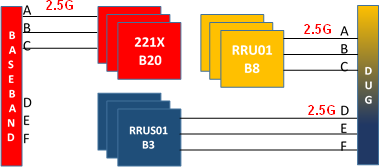 A 2.5G
B
C
D
E
F
BASEBAND
221X
B20
RRUS01
B3
RRU01
B8
2.5G A
B
C
2.5G D
E
F
DUG